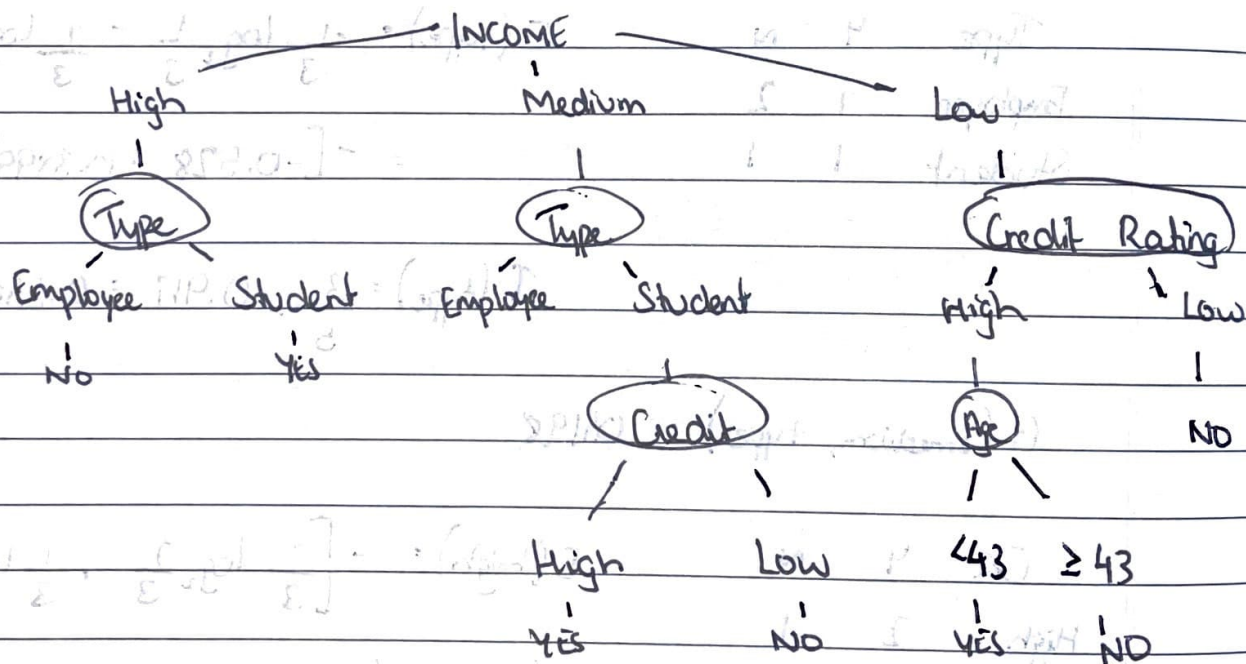 INCOME
High Medium Low
Type Type Credit Rating
Employee Student Employee Student High Low
NO YES
Credit Age NO
High Low <43 ≥43
YES NO YES NO